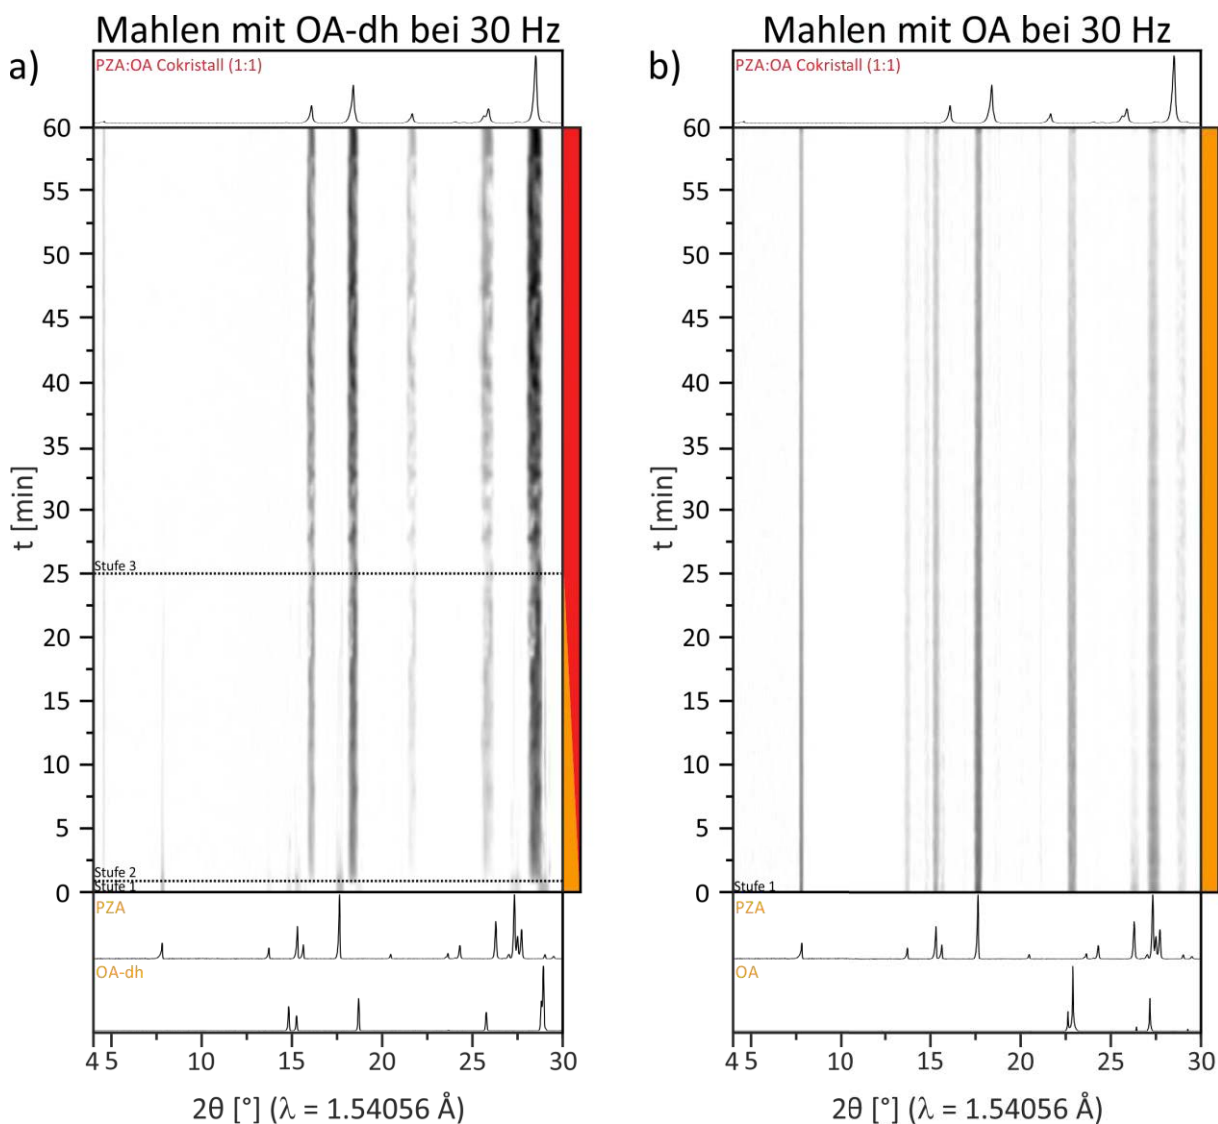 Mahlen mit OA-dh bei 30 Hz
a)
PZA:OA Cokristall (1:1)
60
55
50
45
40
35
30
25
20
15
10
5
0
t [min]
Stufe 3
Stufe 2
Stufe 1
PZA
OA-dh
4 5 10 15 20 25 30
2θ [°] (λ = 1.54056 Å)
Mahlen mit OA bei 30 Hz
b)
PZA:OA Cokristall (1:1)
60
55
50
45
40
35
30
25
20
15
10
5
0
t [min]
Stufe 1
PZA
OA
4 5 10 15 20 25 30
2θ [°] (λ = 1.54056 Å)